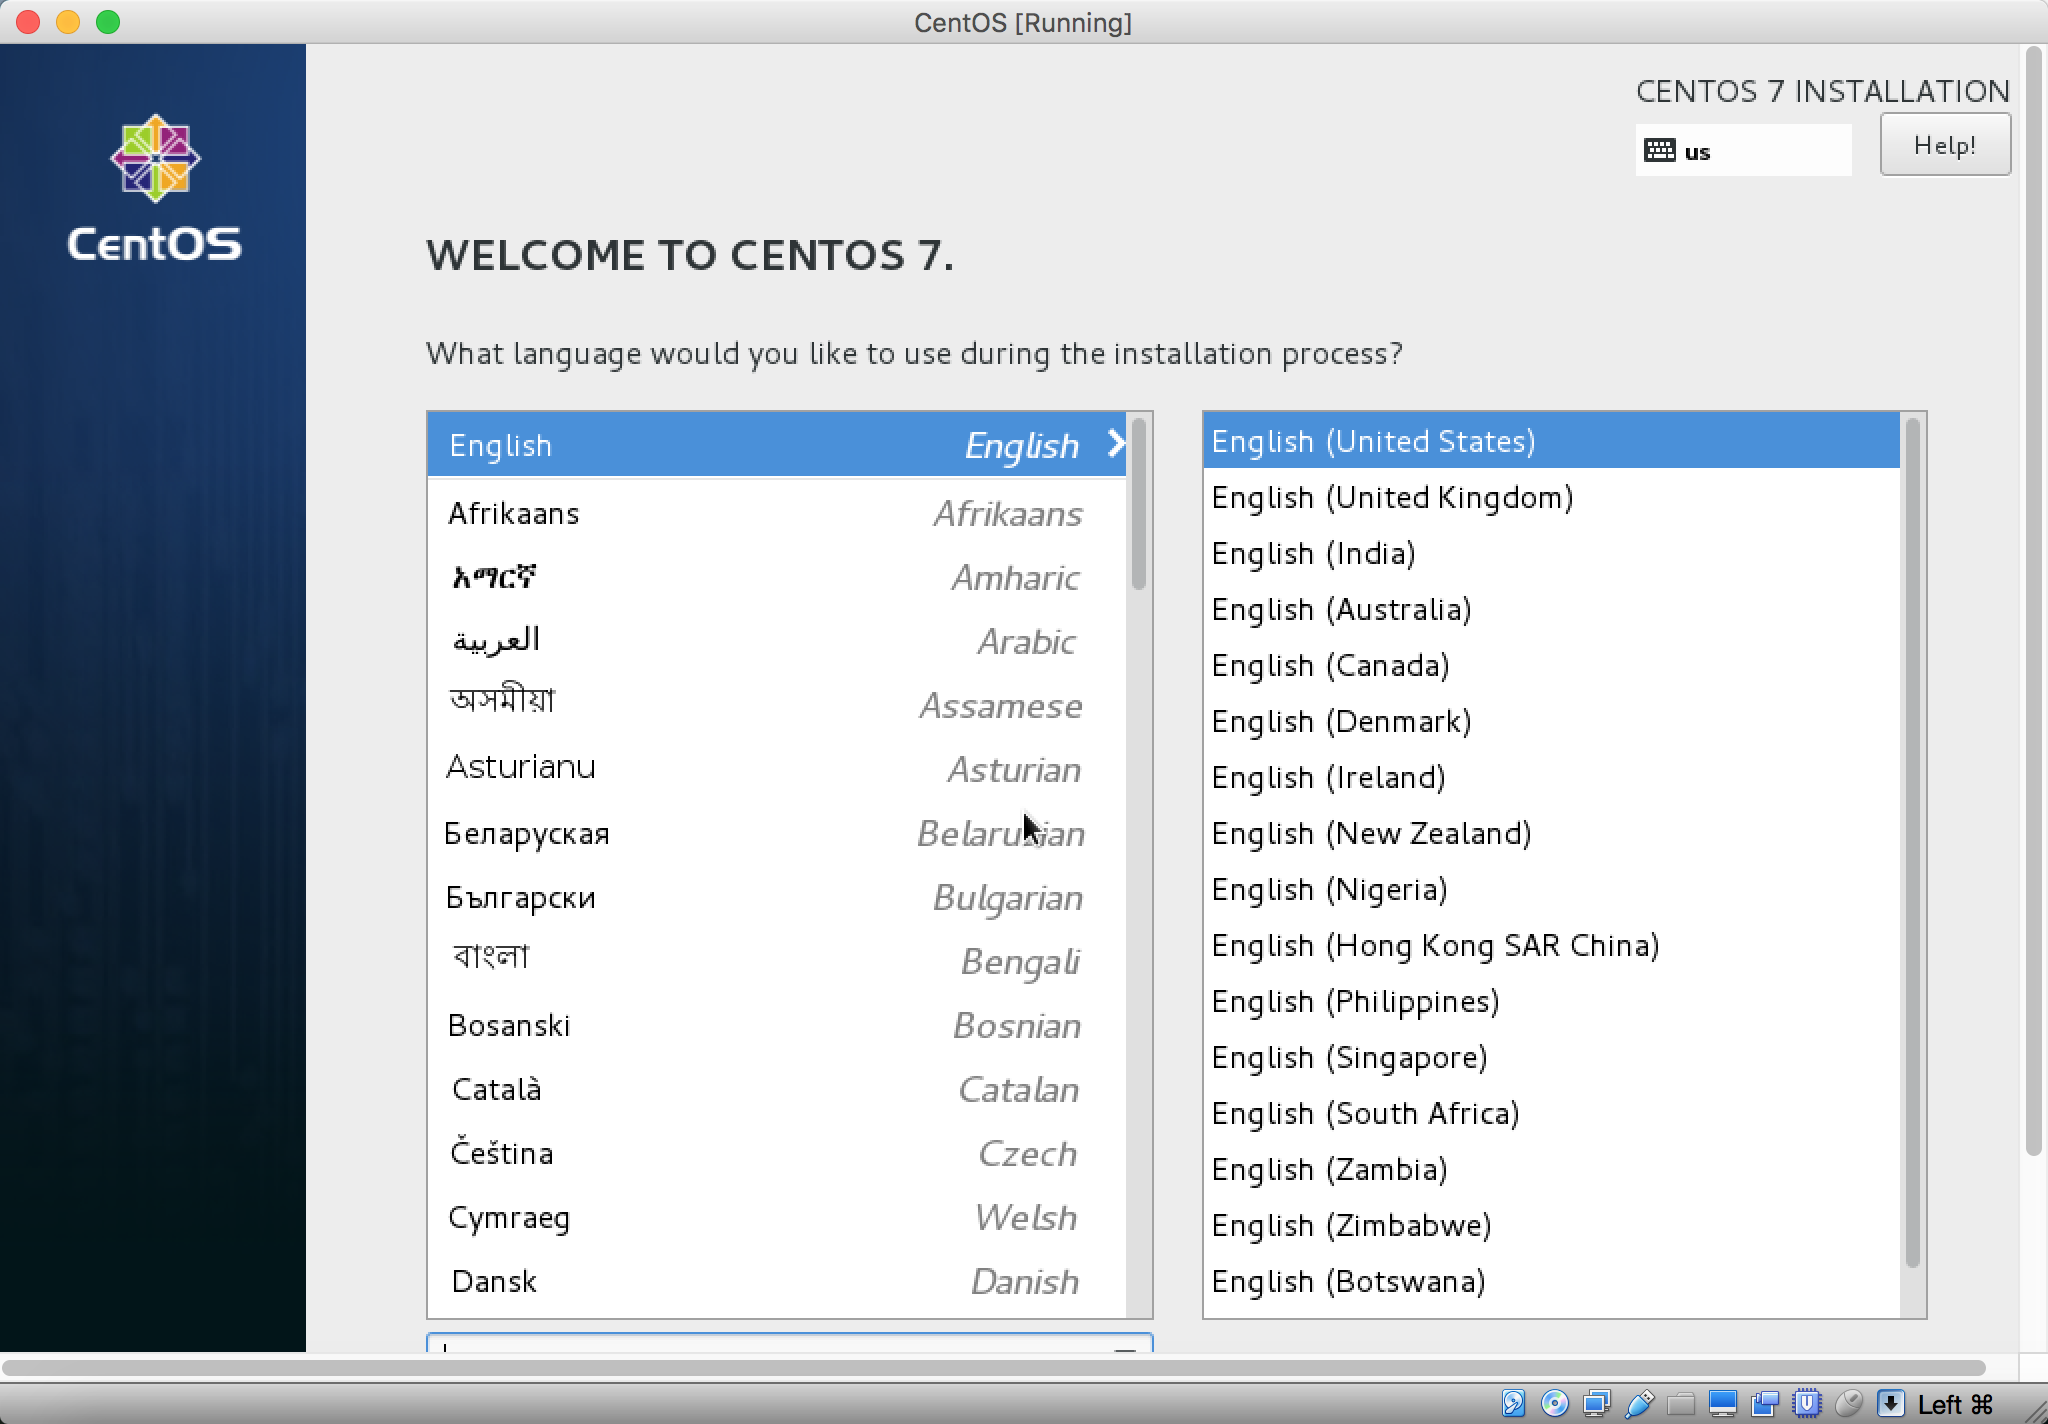 CentOS [Running]
CentOS
CENTOS 7 INSTALLATION
us
Help!
WELCOME TO CENTOS 7.
What language would you like to use during the installation process?
English English
Afrikaans Afrikaans
አማርኛ Amharic
العربية Arabic
অসমীয়া Assamese
Asturianu Asturian
Беларуская Belarusian
Български Bulgarian
বাংলা Bengali
Bosanski Bosnian
Català Catalan
Čeština Czech
Cymraeg Welsh
Dansk Danish
English (United States)
English (United Kingdom)
English (India)
English (Australia)
English (Canada)
English (Denmark)
English (Ireland)
English (New Zealand)
English (Nigeria)
English (Hong Kong SAR China)
English (Philippines)
English (Singapore)
English (South Africa)
English (Zambia)
English (Zimbabwe)
English (Botswana)
Left ⌘